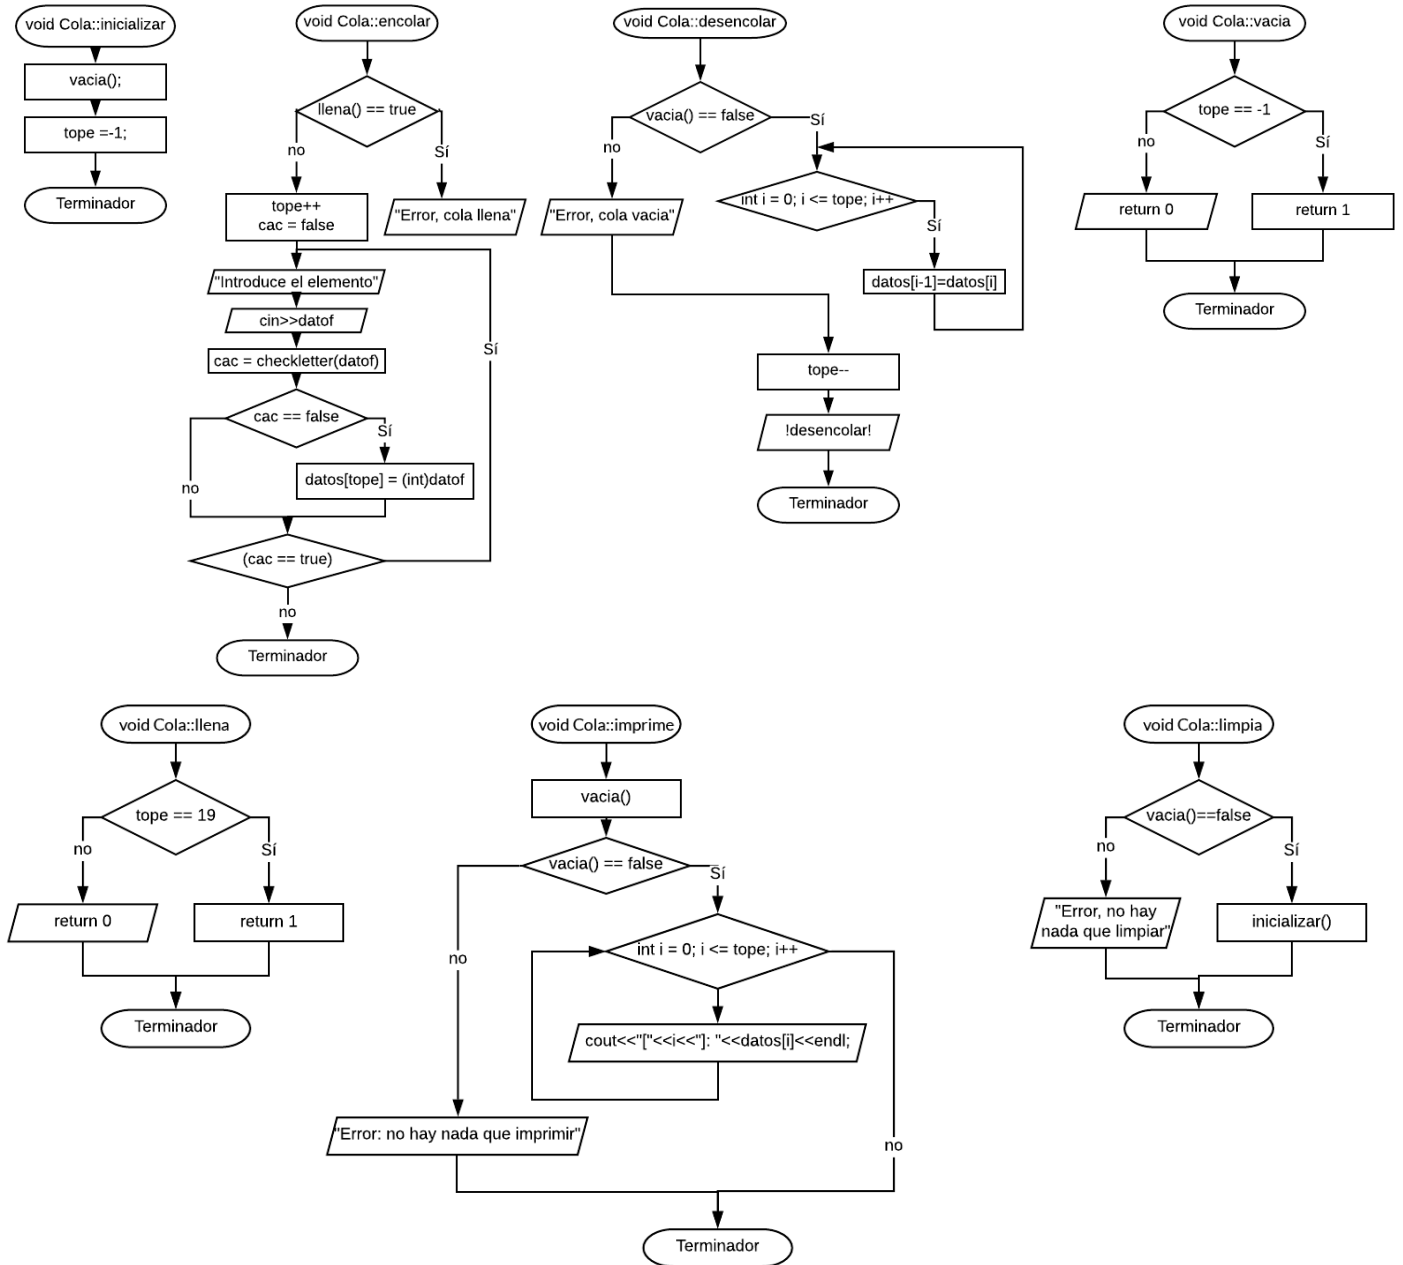 void Cola::inicializar
vacia();
tope =-1;
Terminador
void Cola::encolar
llena() == true
no
Sí
tope++
cac = false
"Error, cola llena"
"Introduce el elemento"
cin>>datof
cac = checkletter(datof)
Sí
cac == false
Sí
no
datos[tope] = (int)datof
(cac == true)
no
Terminador
void Cola::desencolar
vacia() == false
no
Sí
"Error, cola vacia"
int i = 0; i <= tope; i++
Sí
datos[i-1]=datos[i]
tope--
!desencolar!
Terminador
void Cola::vacia
tope == -1
no
Sí
return 0
return 1
Terminador
void Cola::llena
tope == 19
no
Sí
return 0
return 1
Terminador
void Cola::imprime
vacia()
vacia() == false
Sí
no
int i = 0; i <= tope; i++
cout<<"["<<i<<"]: "<<datos[i]<<endl;
"Error: no hay nada que imprimir"
no
Terminador
void Cola::limpia
vacia()==false
no
Sí
"Error, no hay
nada que limpiar"
inicializar()
Terminador